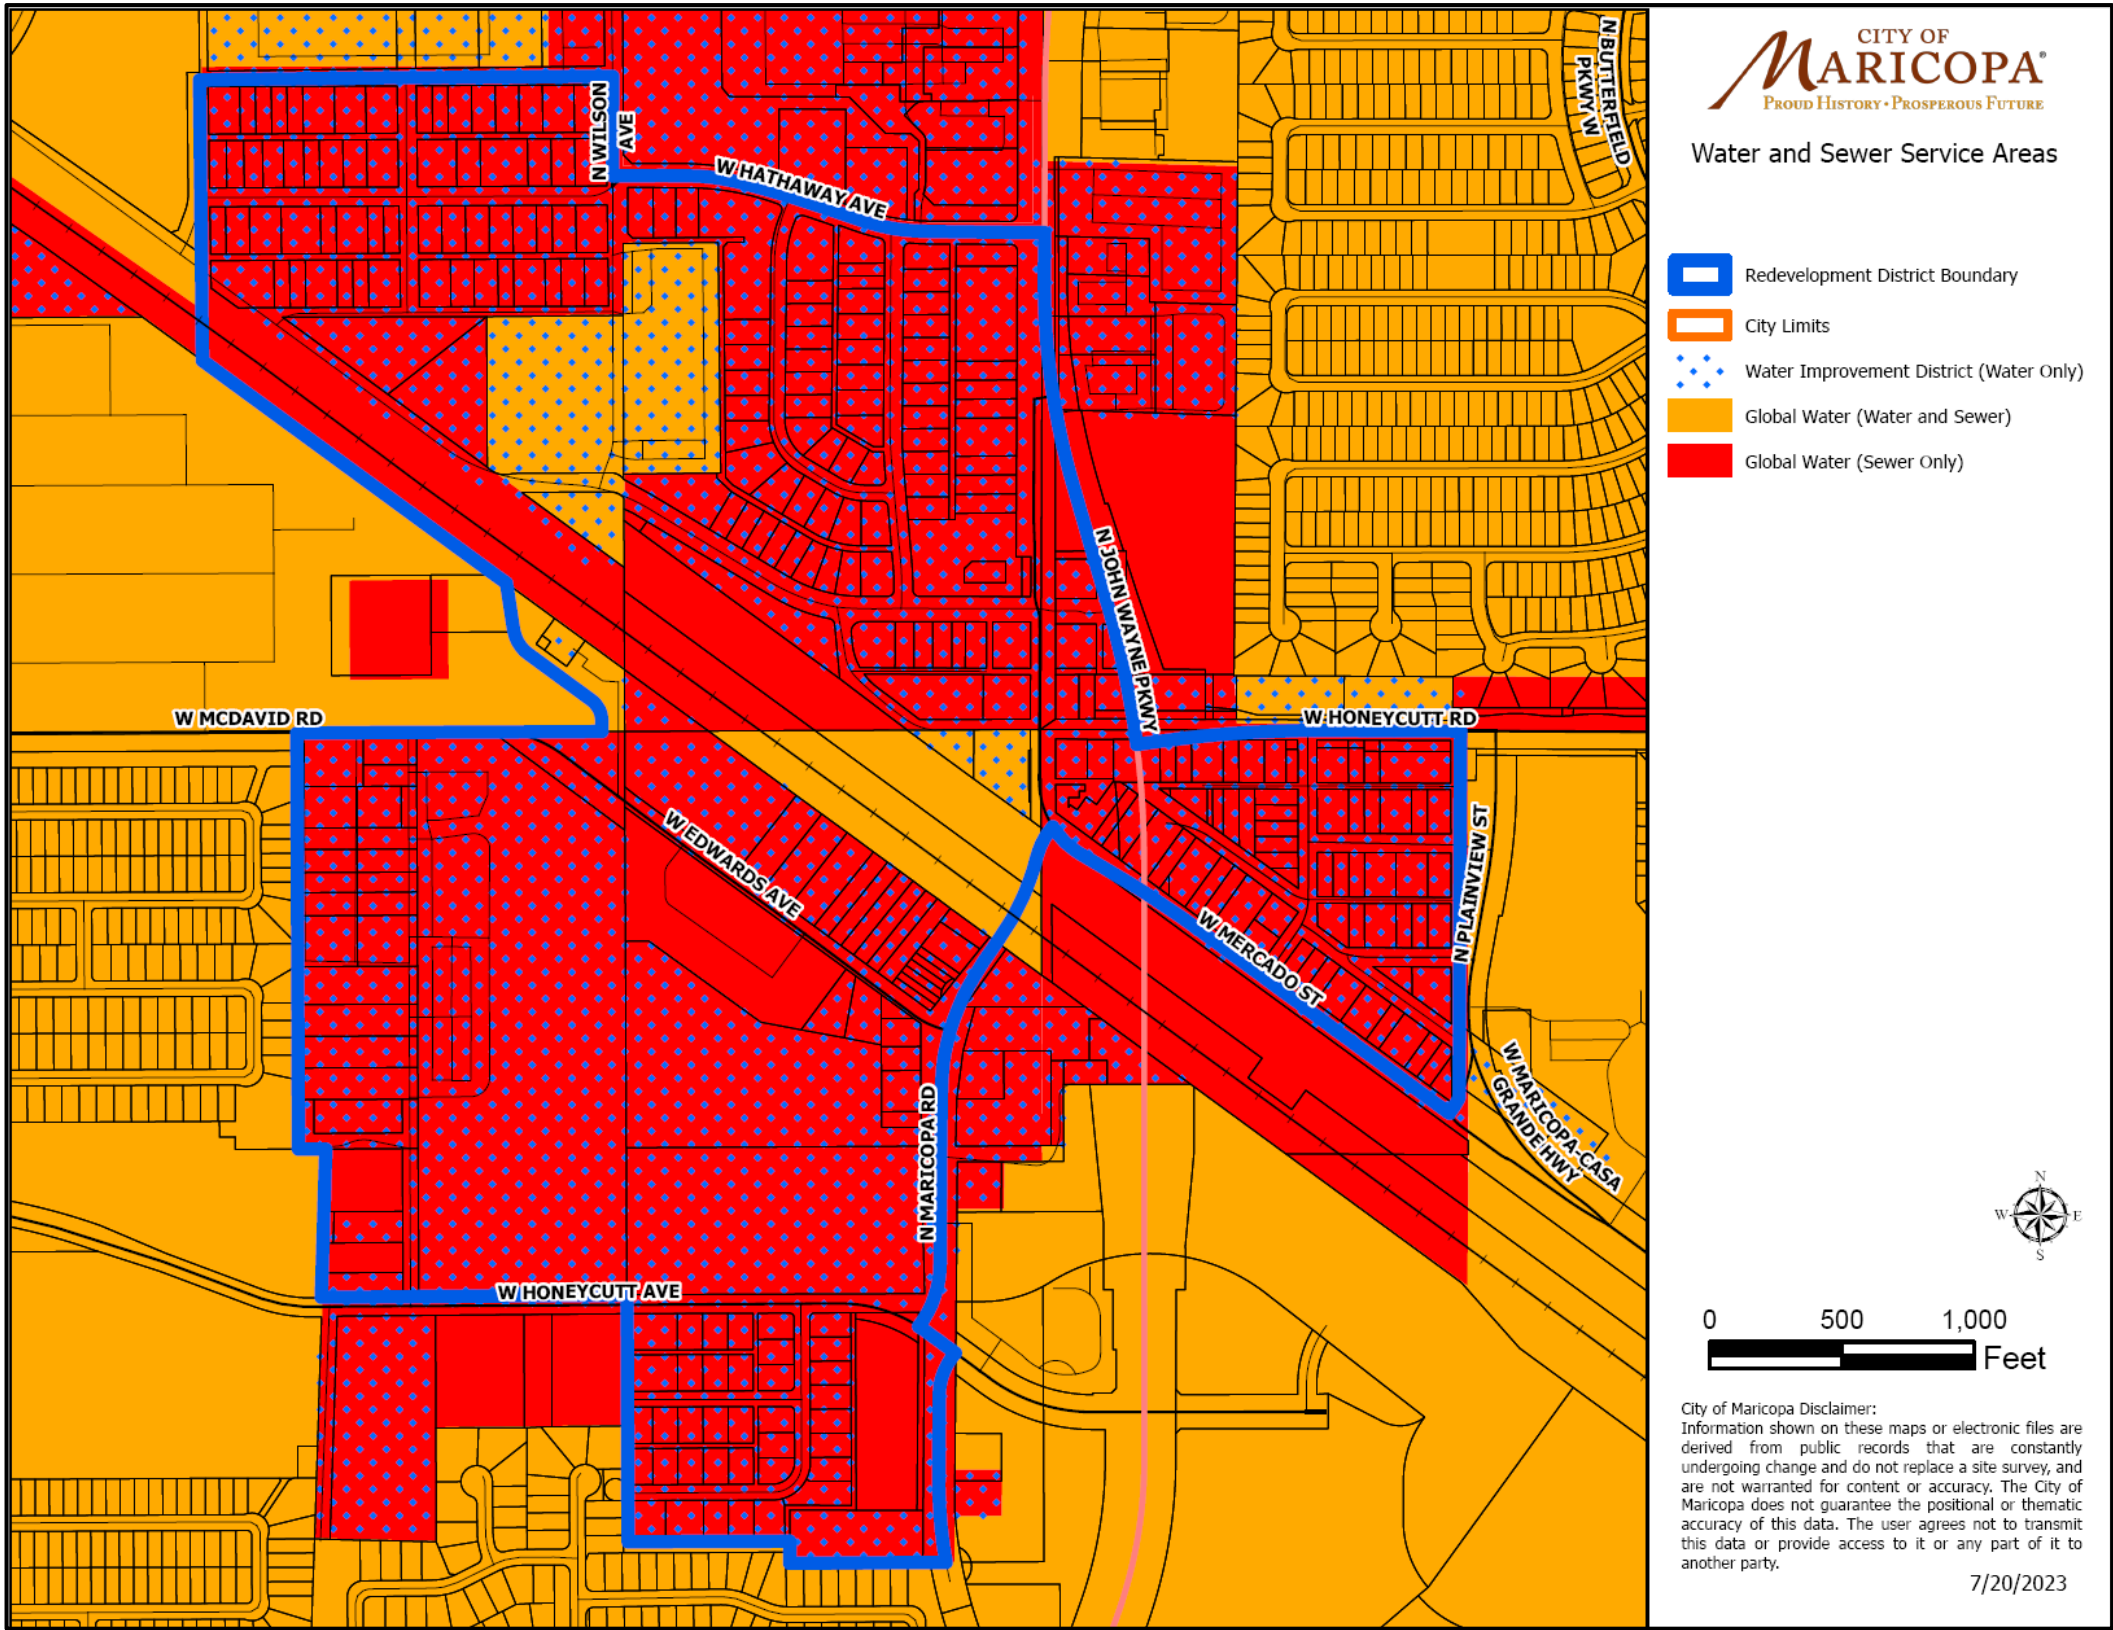 CITY OF
MARICOPA®
PROUD HISTORY • PROSPEROUS FUTURE
Water and Sewer Service Areas
Redevelopment District Boundary
City Limits
Water Improvement District (Water Only)
Global Water (Water and Sewer)
Global Water (Sewer Only)
N BUTTERFIELD
PKWY W
N WILSON
AVE
W HATHAWAY AVE
N JOHN WAYNE PKWY
W MCDAVID RD
W HONEYCUTT RD
W EDWARDS AVE
N PLAINVIEW ST
W MERCADO ST
W MARICOPA-CASA
GRANDE HWY
N MARICOPA RD
W HONEYCUTT AVE
N
W E
S
0 500 1,000
Feet
City of Maricopa Disclaimer:
Information shown on these maps or electronic files are
derived from public records that are constantly
undergoing change and do not replace a site survey, and
are not warranted for content or accuracy. The City of
Maricopa does not guarantee the positional or thematic
accuracy of this data. The user agrees not to transmit
this data or provide access to it or any part of it to
another party.
7/20/2023